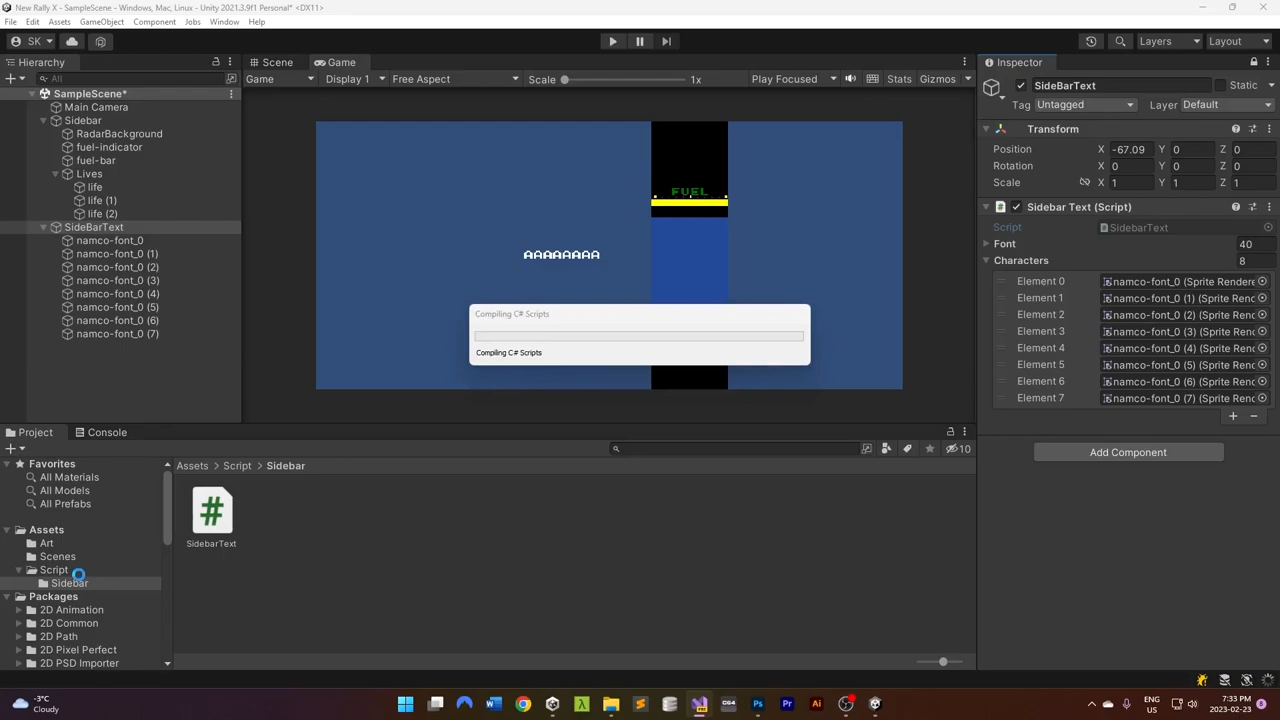 New Rally X - SampleScene - Windows, Mac, Linux - Unity 2021.3.9f1 Personal* <DX11>
File Edit Assets GameObject Component Jobs Window Help
SK Layers Layout
Hierarchy
All
SampleScene*
Main Camera
Sidebar
RadarBackground
fuel-indicator
fuel-bar
Lives
life
life (1)
life (2)
SideBarText
namco-font_0
namco-font_0 (1)
namco-font_0 (2)
namco-font_0 (3)
namco-font_0 (4)
namco-font_0 (5)
namco-font_0 (6)
namco-font_0 (7)
Scene Game
Game Display 1 Free Aspect Scale 1x Play Focused Stats Gizmos
FUEL
AAAAAAAA
Compiling C# Scripts
Compiling C# Scripts
Inspector
SideBarText Static
Tag Untagged Layer Default
Transform
Position X -67.09 Y 0 Z 0
Rotation X 0 Y 0 Z 0
Scale X 1 Y 1 Z 1
Sidebar Text (Script)
Script SidebarText
Font 40
Characters 8
Element 0 namco-font_0 (Sprite Rendere
Element 1 namco-font_0 (1) (Sprite Renc
Element 2 namco-font_0 (2) (Sprite Renc
Element 3 namco-font_0 (3) (Sprite Renc
Element 4 namco-font_0 (4) (Sprite Renc
Element 5 namco-font_0 (5) (Sprite Renc
Element 6 namco-font_0 (6) (Sprite Renc
Element 7 namco-font_0 (7) (Sprite Renc
Add Component
Project Console
10
Favorites
All Materials
All Models
All Prefabs
Assets
Art
Scenes
Script
Sidebar
Packages
2D Animation
2D Common
2D Path
2D Pixel Perfect
2D PSD Importer
Assets Script Sidebar
SidebarText
-3°C
Cloudy
ENG
US
7:33 PM
2023-02-23